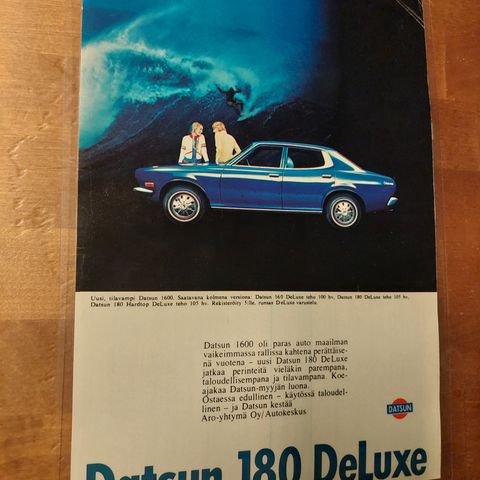 Uusi, tilavampi Datsun 1600. Saatavana kolmena versiona: Datsun 160 DeLuxe teho 100 hv, Datsun 180 DeLuxe teho 105 hv,
Datsun 180 Hardtop DeLuxe teho 105 hv. Rekisteröity 5:lle, runsas DeLuxe varustelu.
Datsun 1600 oli paras auto maailman
vaikeimmassa rallissa kahtena perättäise-
nä vuotena – uusi Datsun 180 DeLuxe
jatkaa perinteitä vieläkin parempana,
taloudellisempana ja tilavampana. Koe-
ajakaa Datsun-myyjän luona.
Ostaessa edullinen – käytössä taloudel-
linen – ja Datsun kestää
Aro-yhtymä Oy/Autokeskus
DATSUN
Datsun 180 DeLuxe